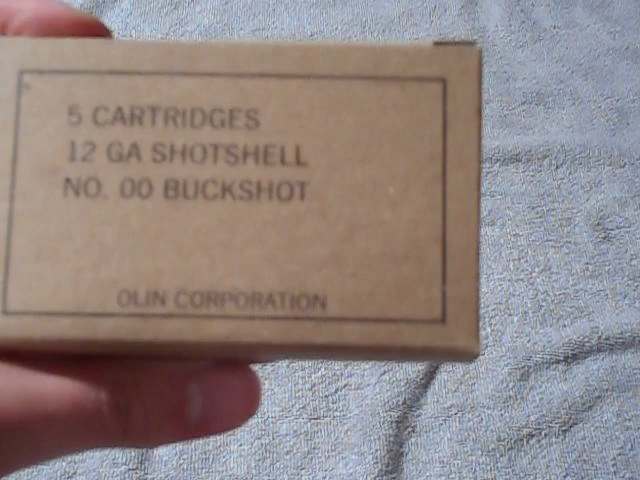 5 CARTRIDGES
12 GA SHOTSHELL
NO. 00 BUCKSHOT
OLIN CORPORATION